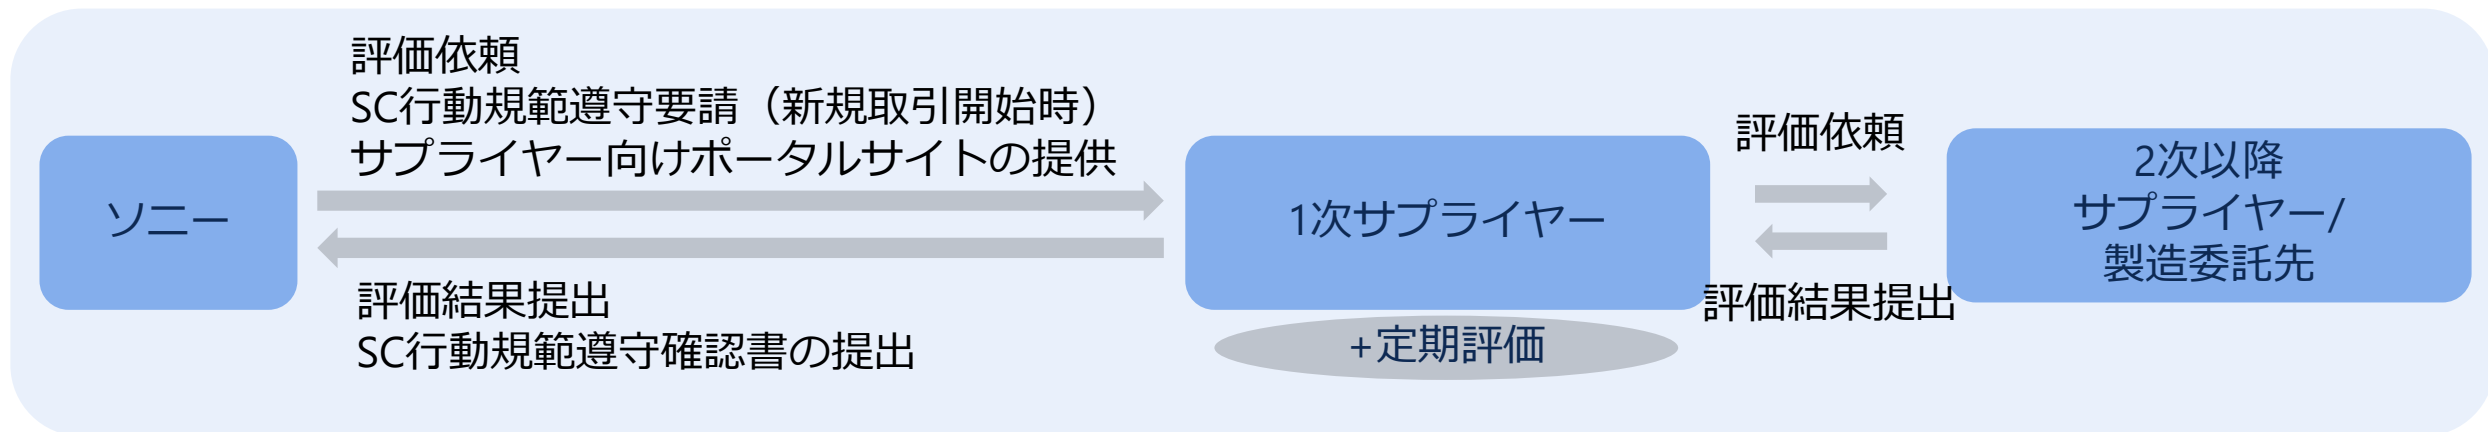 評価依頼
SC行動規範遵守要請（新規取引開始時）
サプライヤー向けポータルサイトの提供
ソニー
評価結果提出
SC行動規範遵守確認書の提出
1次サプライヤー
+定期評価
評価依頼
評価結果提出
2次以降
サプライヤー/
製造委託先